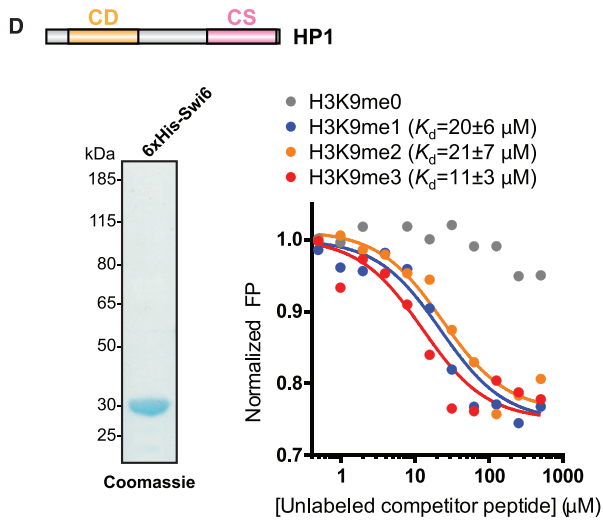 D
CD
CS
HP1
6xHis-Swi6
kDa
185
115
80
65
50
30
25
Coomassie
H3K9me0
H3K9me1 (Kd=20±6 μM)
H3K9me2 (Kd=21±7 μM)
H3K9me3 (Kd=11±3 μM)
Normalized FP
1.0
0.9
0.8
0.7
1
10
100
1000
[Unlabeled competitor peptide] (μM)